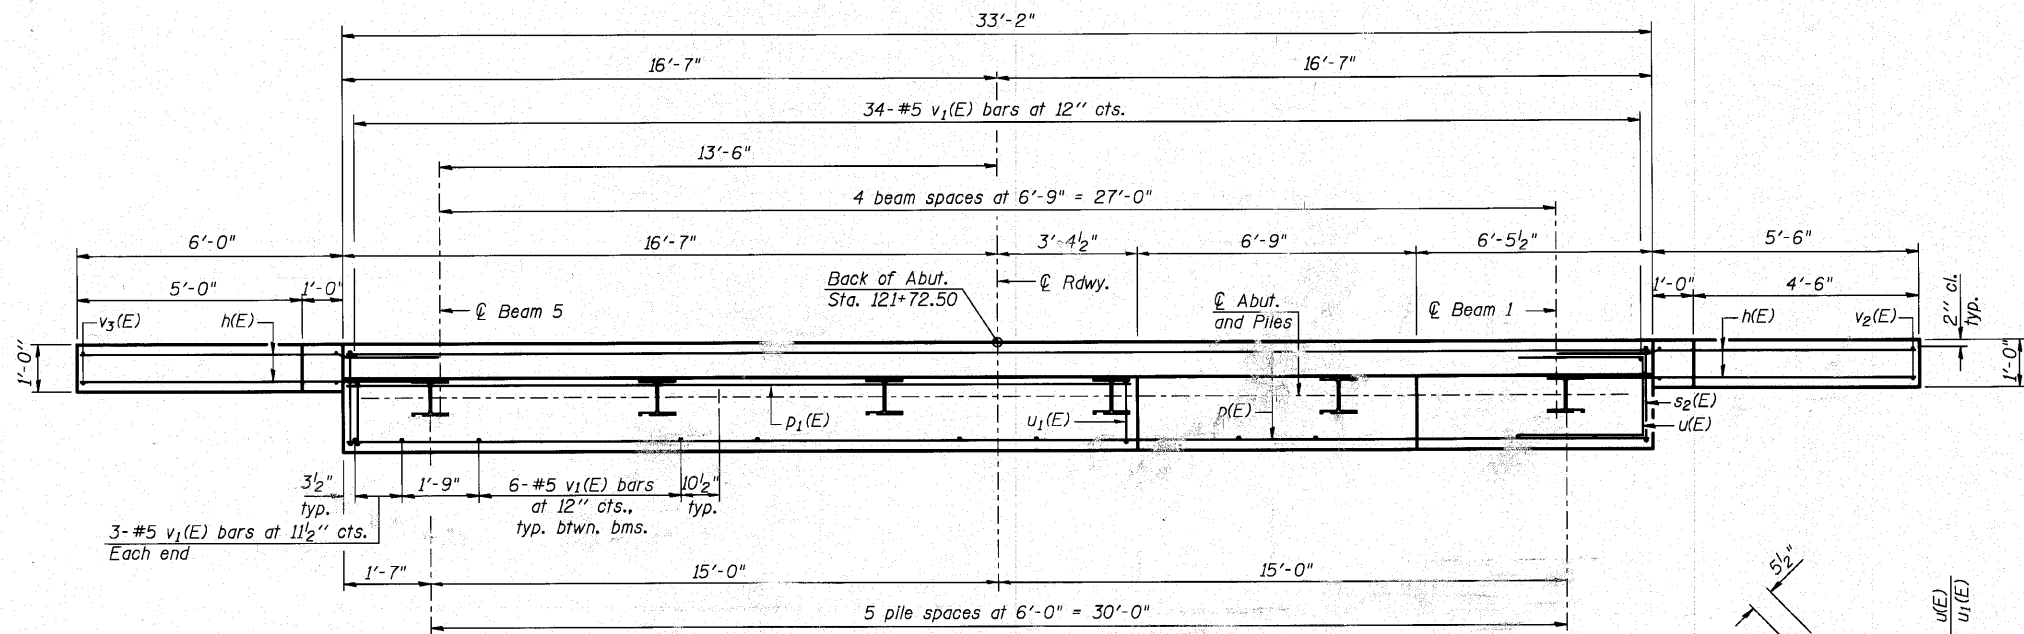 33'-2"
16'-7" 16'-7"
34-#5 v₁(E) bars at 12" cts.
13'-6"
4 beam spaces at 6'-9" = 27'-0"
6'-0" 16'-7" 3'-4½" 6'-9" 6'-5½" 5'-6"
5'-0" 1'-0" Back of Abut. ℄ Rdwy. ℄ Abut. 1'-0" 4'-6" 2" cl.
Sta. 121+72.50 and Piles typ.
℄ Beam 5 ℄ Beam 1
v₃(E) h(E) h(E) v₂(E)
1'-0" 1'-0"
p₁(E) u₁(E) p(E) s₂(E)
u(E)
3½" 1'-9" 6-#5 v₁(E) bars 10½"
typ. at 12" cts., typ.
typ. btwn. bms.
3-#5 v₁(E) bars at 11½" cts.
Each end
1'-7" 15'-0" 15'-0" 5½" u(E)
u₁(E)
5 pile spaces at 6'-0" = 30'-0"